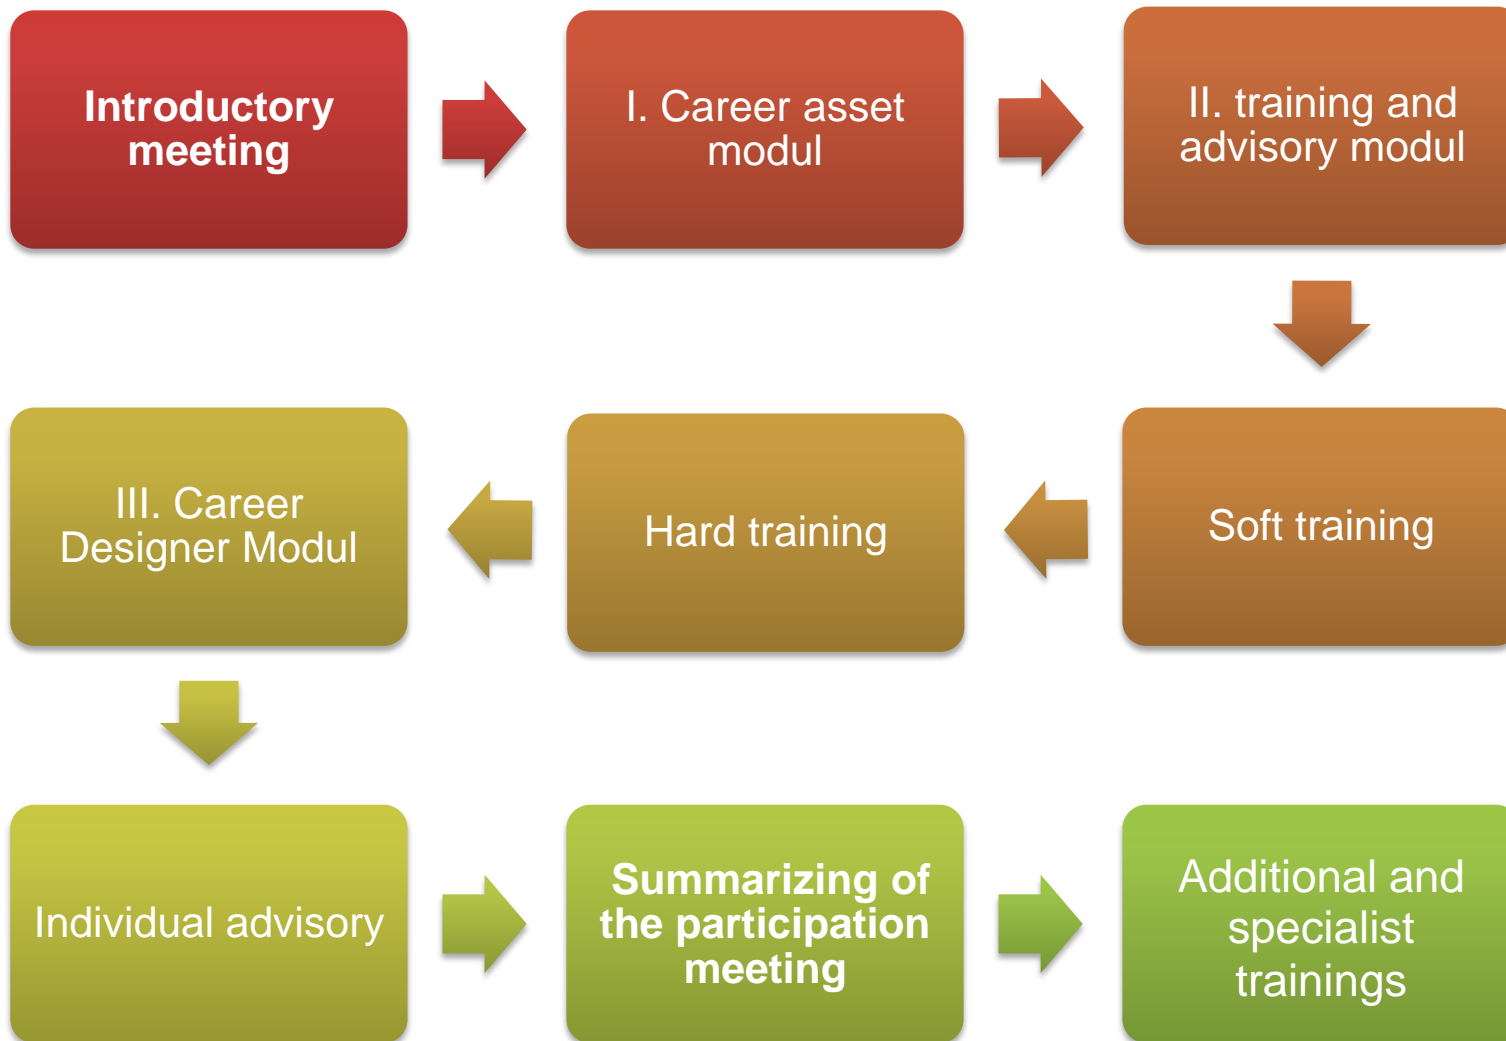 Introductory
meeting
I. Career asset
modul
II. training and
advisory modul
Soft training
Hard training
III. Career
Designer Modul
Individual advisory
Summarizing of
the participation
meeting
Additional and
specialist
trainings